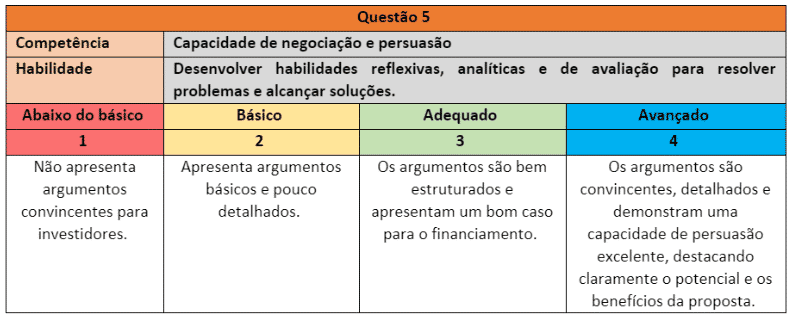 Questão 5
Competência
Capacidade de negociação e persuasão
Habilidade
Desenvolver habilidades reflexivas, analíticas e de avaliação para resolver
problemas e alcançar soluções.
Abaixo do básico
Básico
Adequado
Avançado
1
2
3
4
Não apresenta
argumentos
convincentes para
investidores.
Apresenta argumentos
básicos e pouco
detalhados.
Os argumentos são bem
estruturados e
apresentam um bom caso
para o financiamento.
Os argumentos são
convincentes, detalhados e
demonstram uma
capacidade de persuasão
excelente, destacando
claramente o potencial e os
benefícios da proposta.